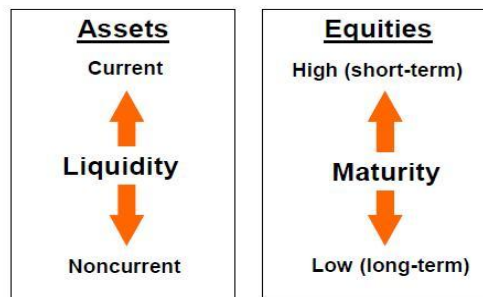 Assets
Current
Liquidity
Noncurrent
Equities
High (short-term)
Maturity
Low (long-term)